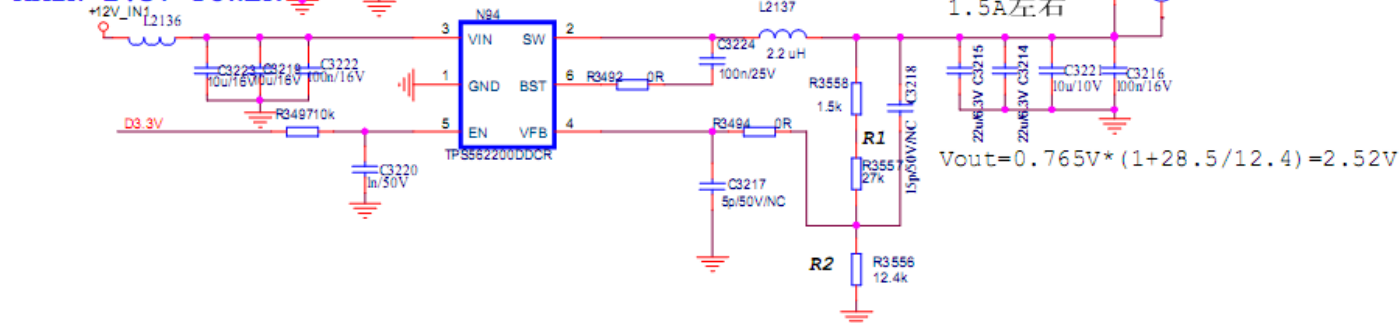 +12V_IN1
L2136
N94
L2137
1.5A左右
3
VIN
SW
2
C3224
2.2 uH
100n/25V
C3223
C3219
C3222
10u/16V
10u/16V
100n/16V
1
GND
BST
6
R3492
0R
R3558
1.5k
C3218
15p/50V/NC
C3215
22u/6.3V
C3214
22u/6.3V
C3221
10u/10V
C3216
100n/16V
D3.3V
R3497
10k
5
EN
VFB
4
R3494
0R
R1
TPS562200DDCR
R3557
27k
Vout=0.765V*(1+28.5/12.4)=2.52V
C3220
1n/50V
C3217
5p/50V/NC
R2
R3556
12.4k